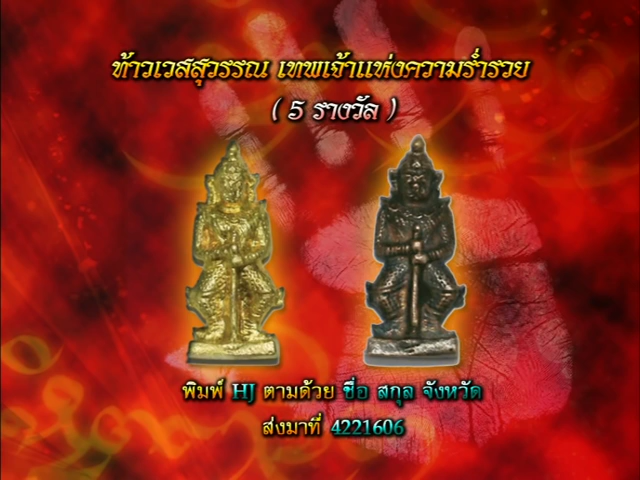 ท้าวเวสสุวรรณ เทพเจ้าแห่งความร่ำรวย
( 5 รางวัล )
พิมพ์ HJ ตามด้วย ชื่อ สกุล จังหวัด
ส่งมาที่ 4221606